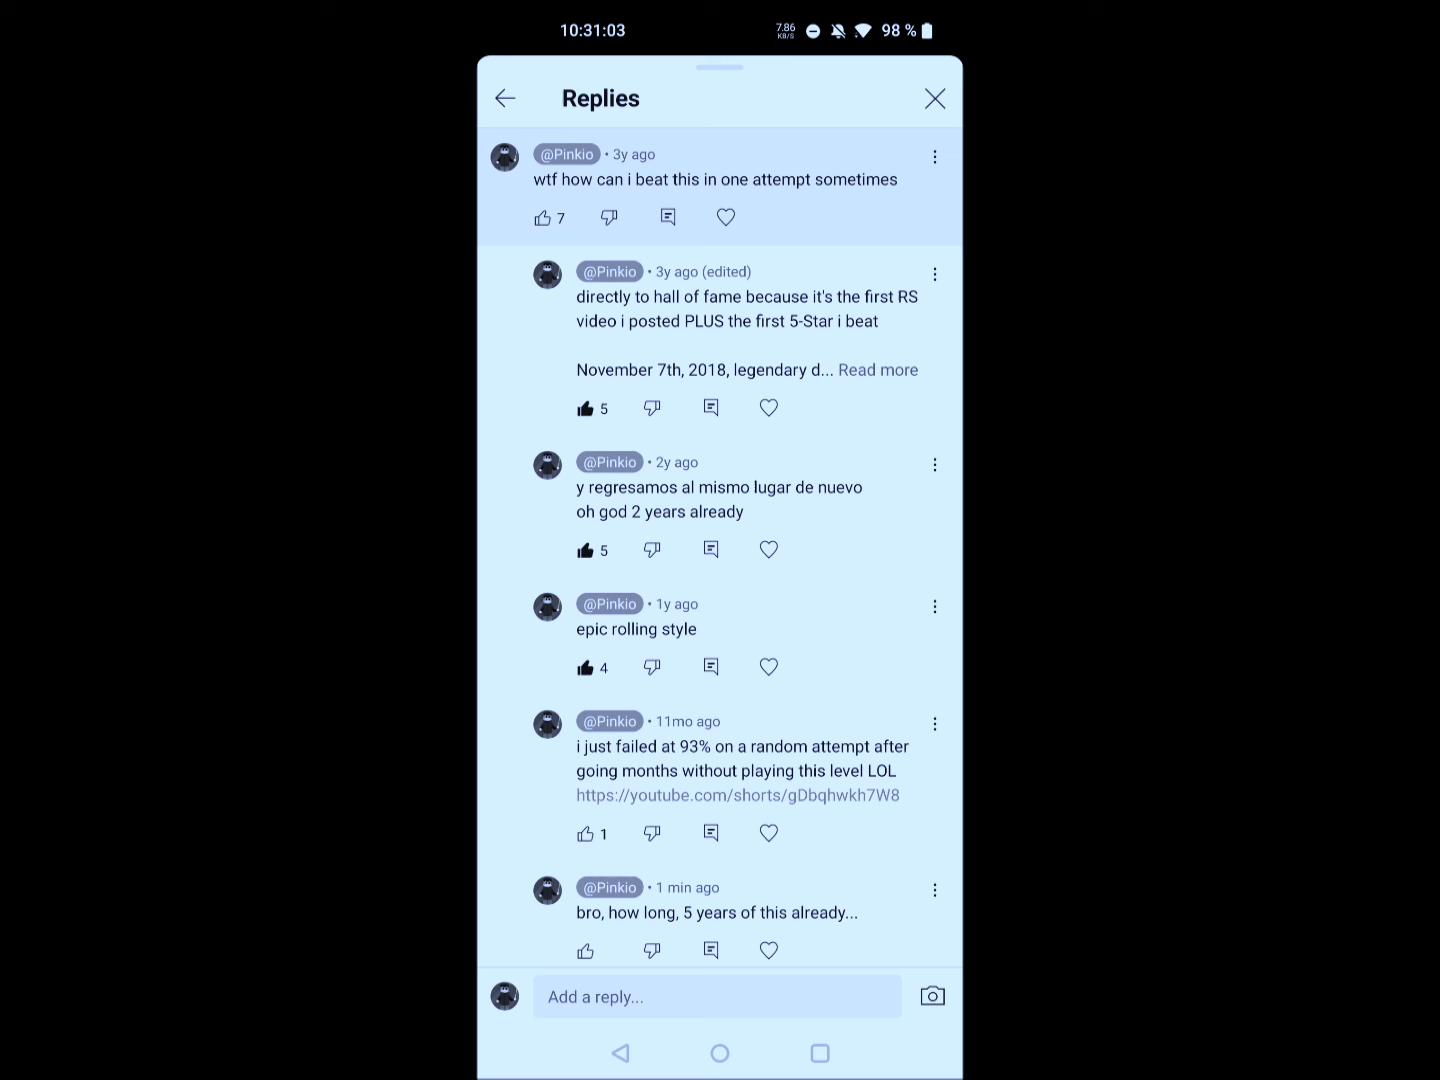 10:31:03
7.86 KB/S
98 %
Replies
@Pinkio • 3y ago
wtf how can i beat this in one attempt sometimes
7
@Pinkio • 3y ago (edited)
directly to hall of fame because it's the first RS
video i posted PLUS the first 5-Star i beat
November 7th, 2018, legendary d... Read more
5
@Pinkio • 2y ago
y regresamos al mismo lugar de nuevo
oh god 2 years already
5
@Pinkio • 1y ago
epic rolling style
4
@Pinkio • 11mo ago
i just failed at 93% on a random attempt after
going months without playing this level LOL
https://youtube.com/shorts/gDbqhwkh7W8
1
@Pinkio • 1 min ago
bro, how long, 5 years of this already...
Add a reply...